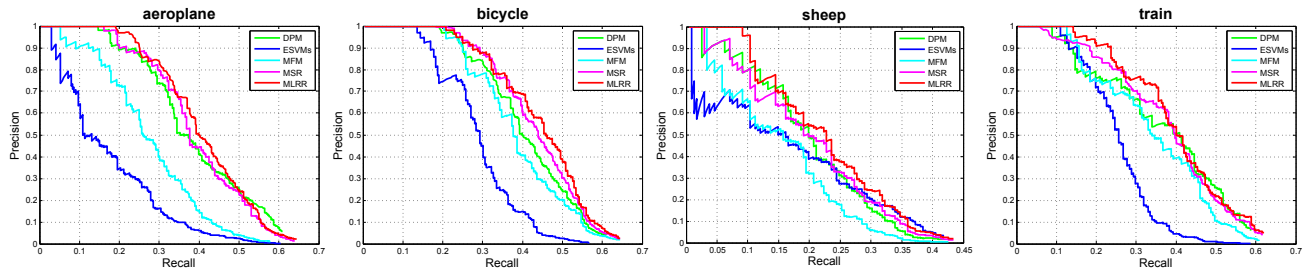 aeroplane
1
0.9
0.8
0.7
0.6
0.5
0.4
0.3
0.2
0.1
0
Precision
0 0.1 0.2 0.3 0.4 0.5 0.6 0.7
Recall
DPM
ESVMs
MFM
MSR
MLRR
bicycle
1
0.9
0.8
0.7
0.6
0.5
0.4
0.3
0.2
0.1
0
Precision
0 0.1 0.2 0.3 0.4 0.5 0.6 0.7
Recall
DPM
ESVMs
MFM
MSR
MLRR
sheep
1
0.9
0.8
0.7
0.6
0.5
0.4
0.3
0.2
0.1
0
Precision
0.05 0.1 0.15 0.2 0.25 0.3 0.35 0.4 0.45
Recall
DPM
ESVMs
MFM
MSR
MLRR
train
1
0.9
0.8
0.7
0.6
0.5
0.4
0.3
0.2
0.1
0
Precision
0 0.1 0.2 0.3 0.4 0.5 0.6 0.7
Recall
DPM
ESVMs
MFM
MSR
MLRR